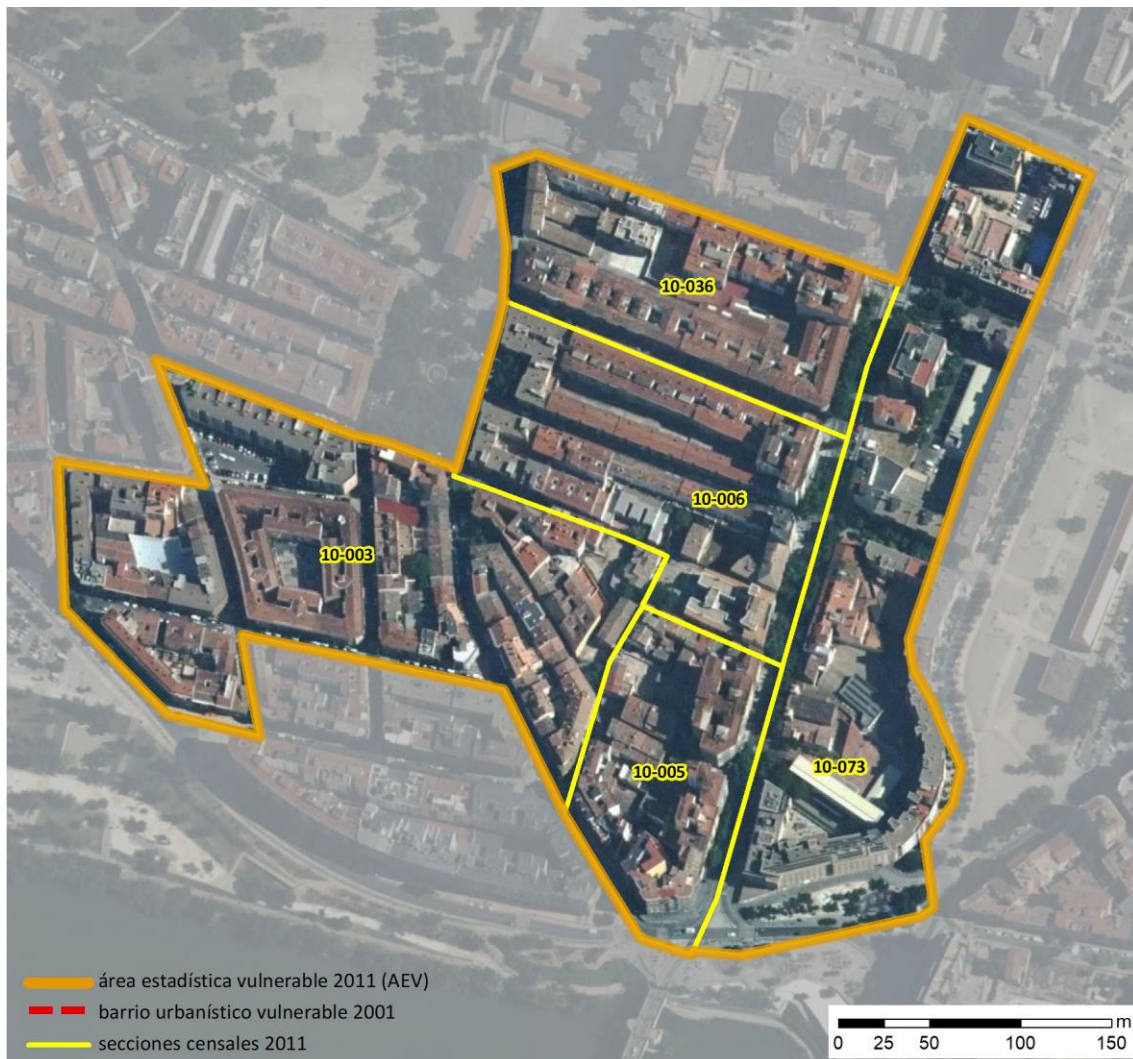 10-036
10-006
10-003
10-005
10-073
área estadística vulnerable 2011 (AEV)
barrio urbanístico vulnerable 2001
secciones censales 2011
m
0 25 50 100 150